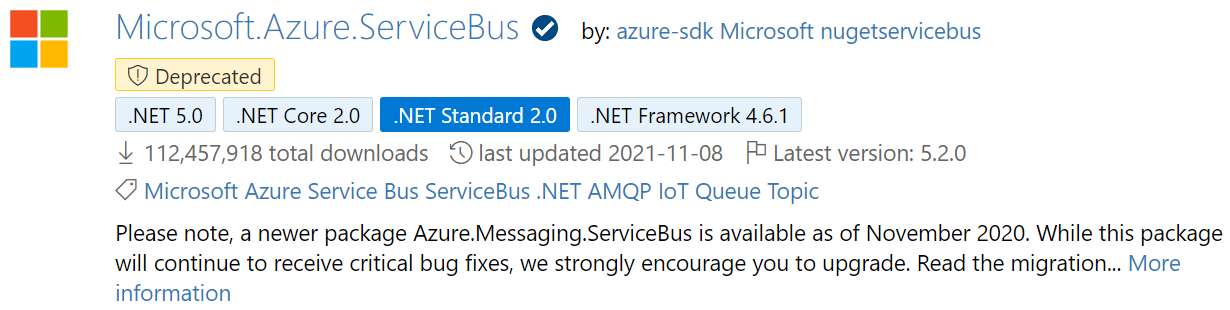 Microsoft.Azure.ServiceBus by: azure-sdk Microsoft nugetservicebus
Deprecated
.NET 5.0 .NET Core 2.0 .NET Standard 2.0 .NET Framework 4.6.1
112,457,918 total downloads last updated 2021-11-08 Latest version: 5.2.0
Microsoft Azure Service Bus ServiceBus .NET AMQP IoT Queue Topic
Please note, a newer package Azure.Messaging.ServiceBus is available as of November 2020. While this package
will continue to receive critical bug fixes, we strongly encourage you to upgrade. Read the migration... More
information